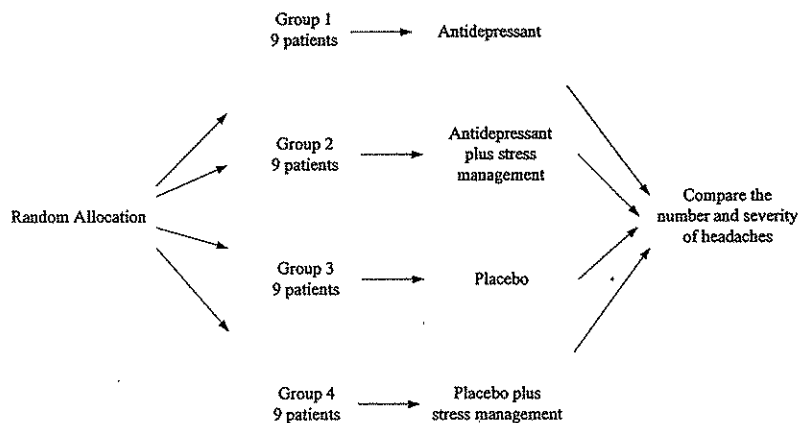 Group 1
9 patients
Antidepressant
Group 2
9 patients
Antidepressant
plus stress
management
Random Allocation
Compare the
number and severity
of headaches
Group 3
9 patients
Placebo
Group 4
9 patients
Placebo plus
stress management